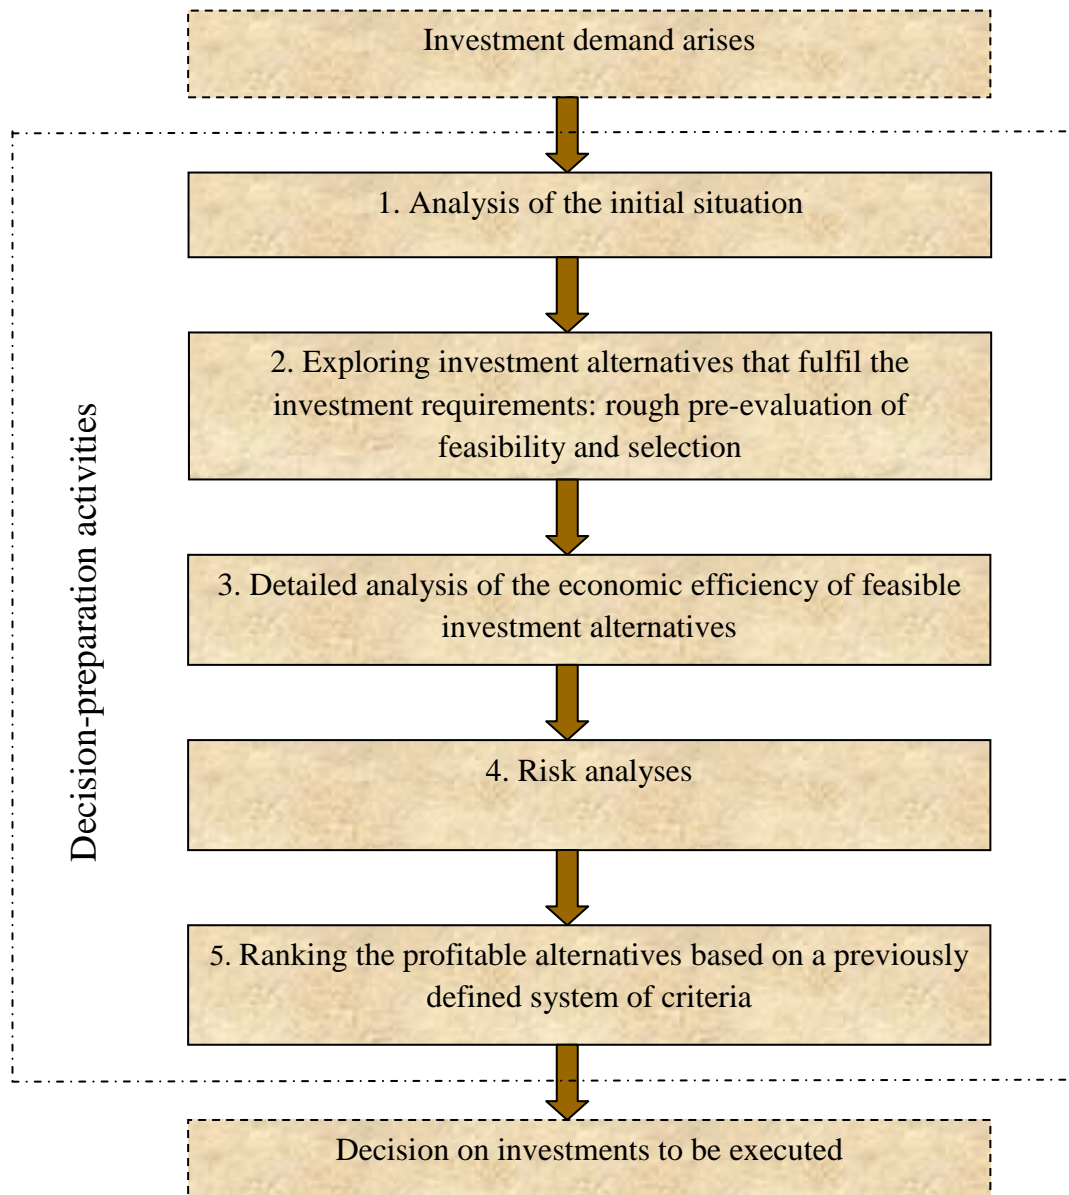 Investment demand arises
1. Analysis of the initial situation
2. Exploring investment alternatives that fulfil the
investment requirements: rough pre-evaluation of
feasibility and selection
3. Detailed analysis of the economic efficiency of feasible
investment alternatives
Decision-preparation activities
4. Risk analyses
5. Ranking the profitable alternatives based on a previously
defined system of criteria
Decision on investments to be executed